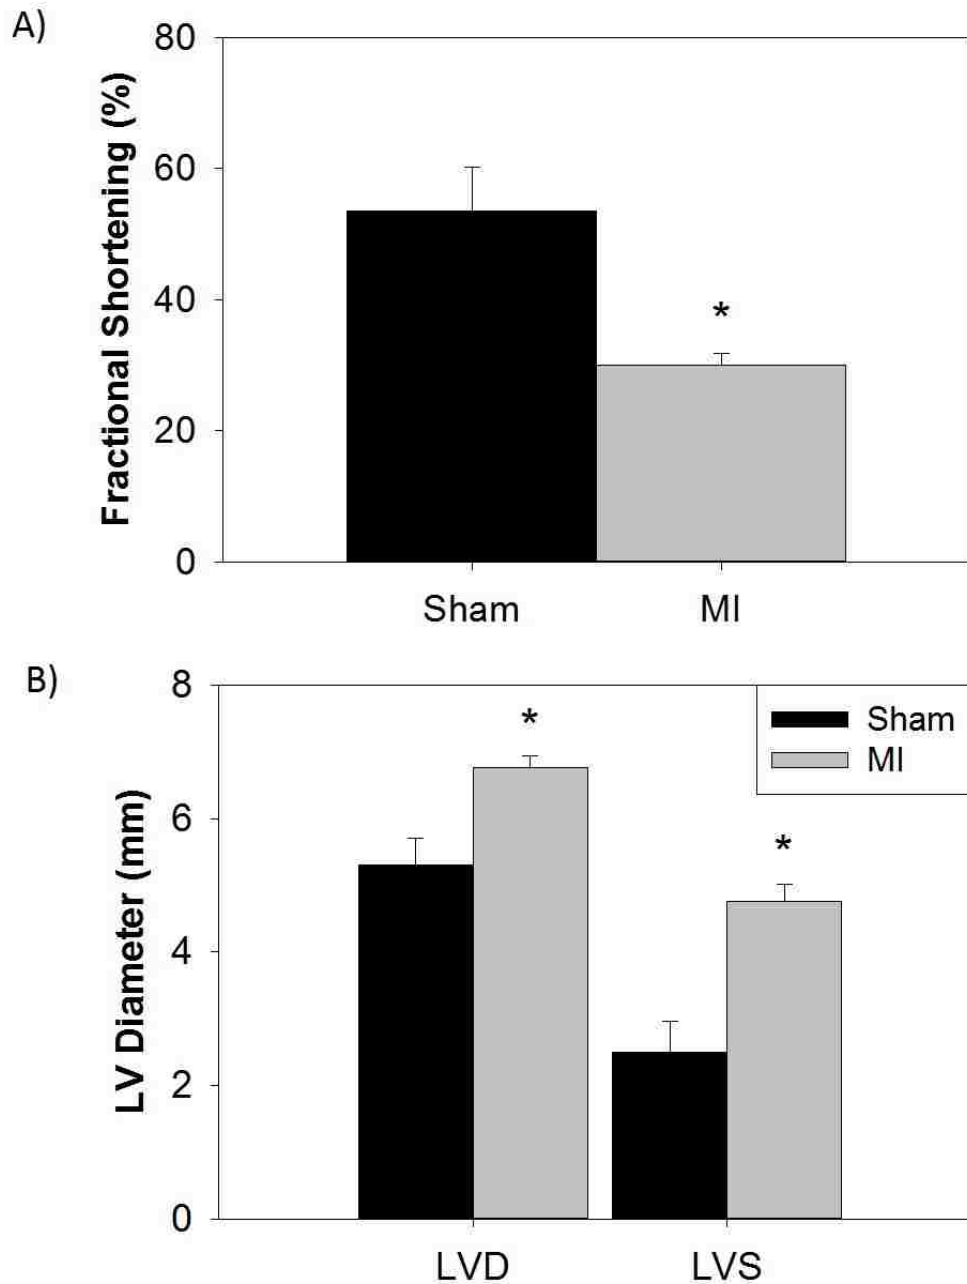 A)
80
60
40
20
0
Fractional Shortening (%)
*
Sham MI
B)
8
6
4
2
0
LV Diameter (mm)
*
*
Sham
MI
LVD LVS